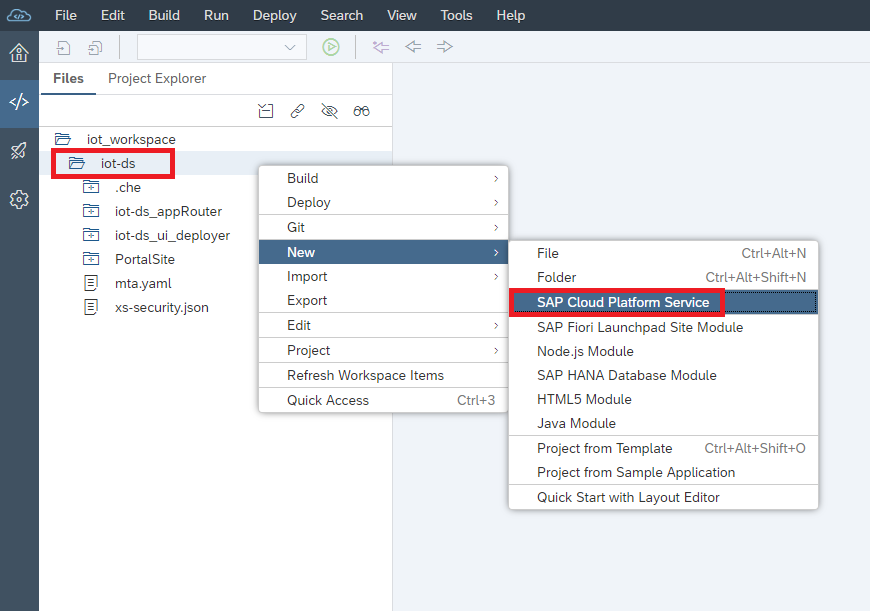 File Edit Build Run Deploy Search View Tools Help
Files Project Explorer
iot_workspace
iot-ds
.che
iot-ds_appRouter
iot-ds_ui_deployer
PortalSite
mta.yaml
xs-security.json
Build
Deploy
Git
New
Import
Export
Edit
Project
Refresh Workspace Items
Quick Access Ctrl+3
File Ctrl+Alt+N
Folder Ctrl+Alt+Shift+N
SAP Cloud Platform Service
SAP Fiori Launchpad Site Module
Node.js Module
SAP HANA Database Module
HTML5 Module
Java Module
Project from Template Ctrl+Alt+Shift+O
Project from Sample Application
Quick Start with Layout Editor